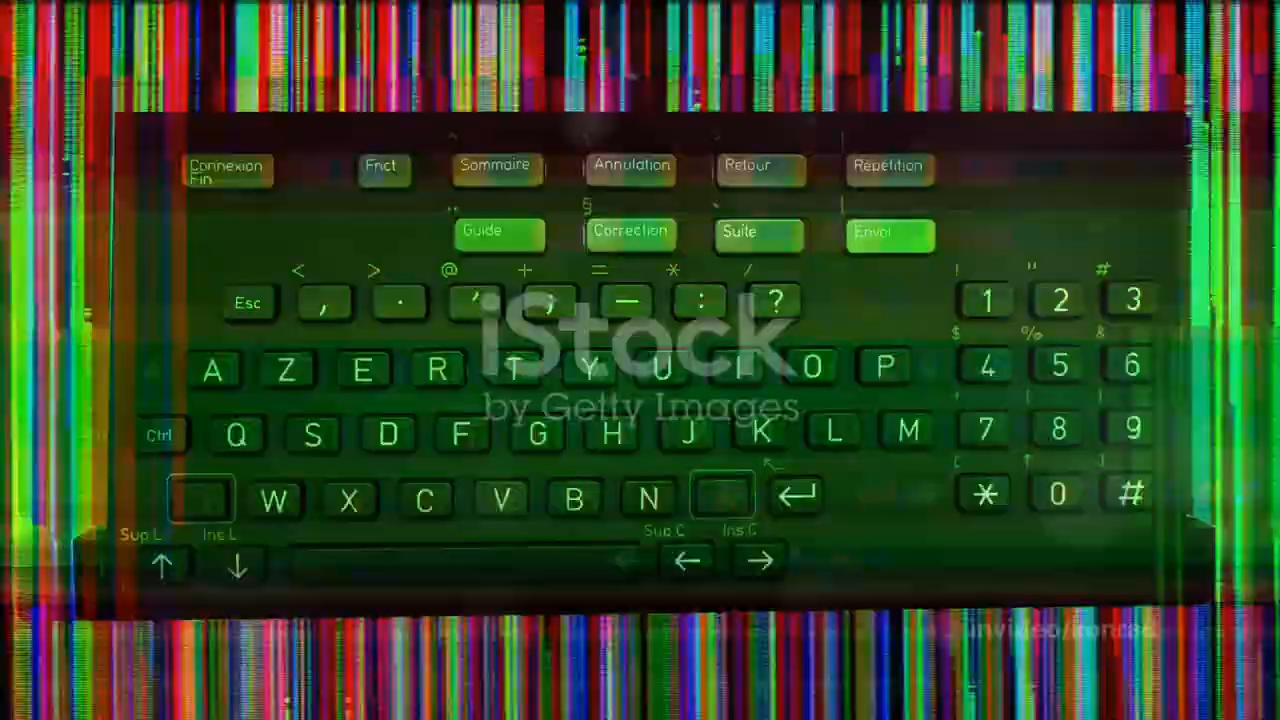 Connexion Fnct Sommaire Annulation Retour Répétition
Fin
Guide Correction Suite Envoi
< > @ + = * / ! " #
Esc , . ' ; — : ? 1 2 3
$ % &
A Z E R T Y U I O P 4 5 6
Ctrl Q S D F G H J K L M 7 8 9
W X C V B N ↵ * 0 #
Sup L Ins L Sup C Ins C
↑ ↓ ← →
iStock
by Getty Images